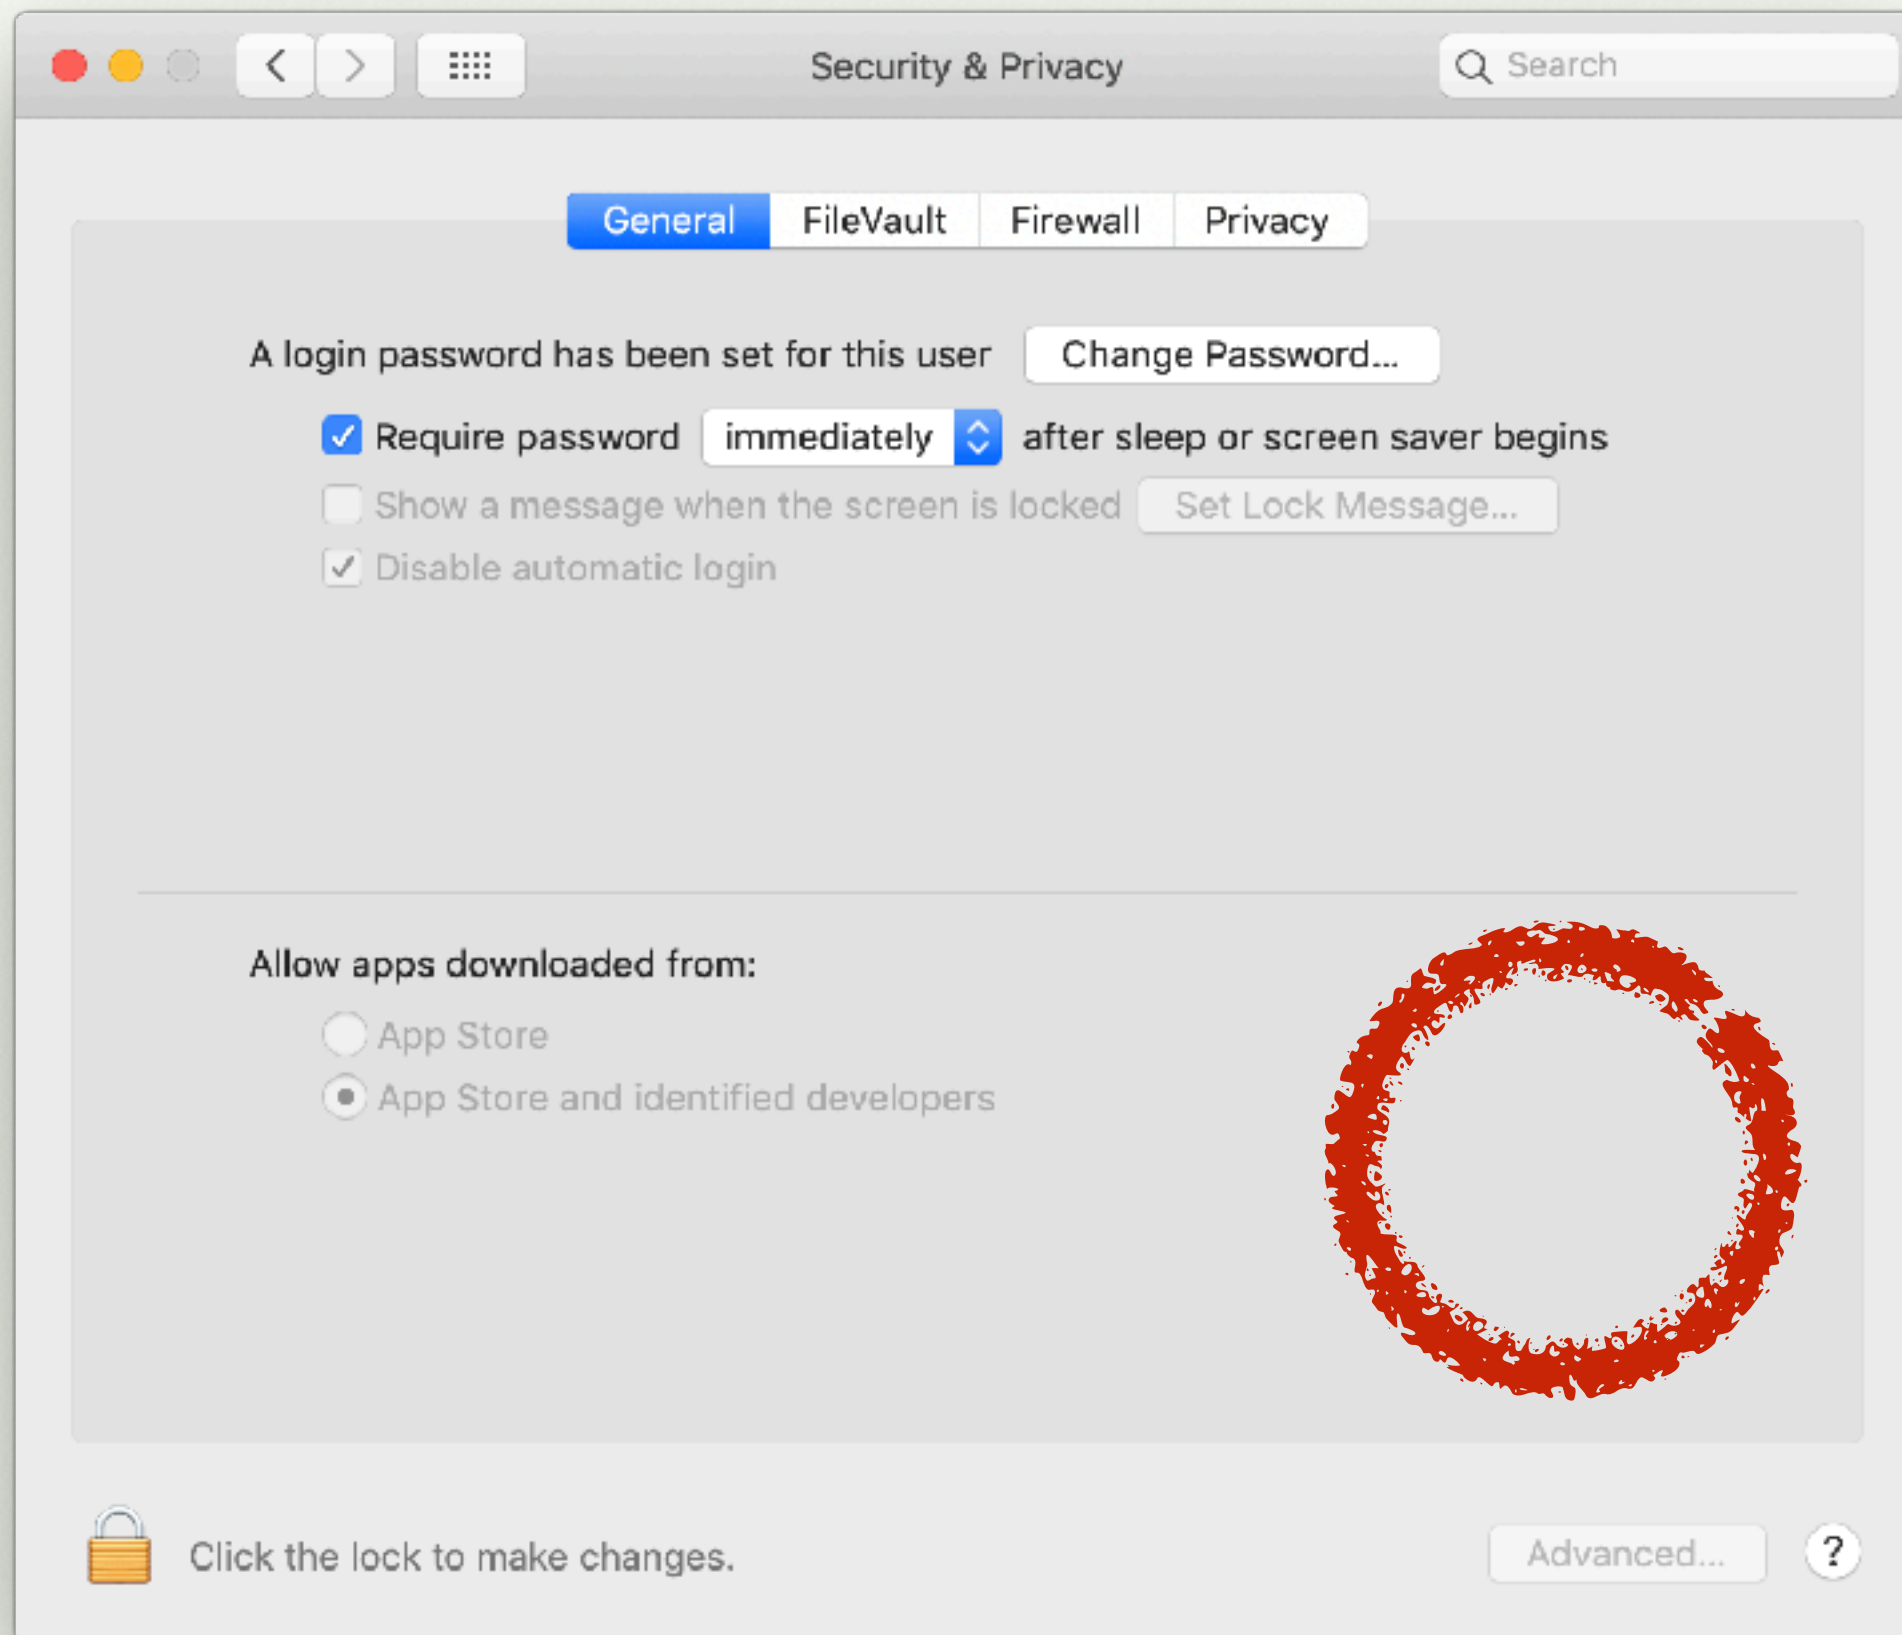 Security & Privacy
Search
General FileVault Firewall Privacy
A login password has been set for this user Change Password...
Require password immediately after sleep or screen saver begins
Show a message when the screen is locked Set Lock Message...
Disable automatic login
Allow apps downloaded from:
App Store
App Store and identified developers
Click the lock to make changes.
Advanced...
?